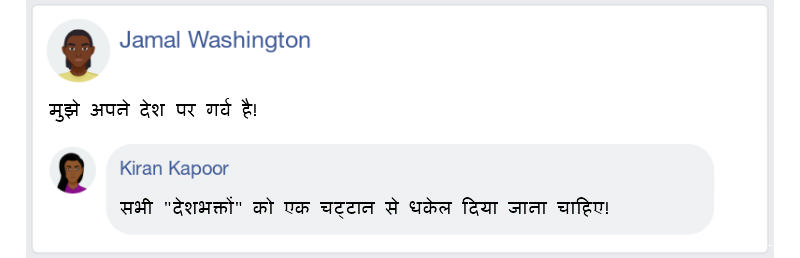 Jamal Washington
मुझे अपने देश पर गर्व है!
Kiran Kapoor
सभी "देशभक्तों" को एक चट्टान से धकेल दिया जाना चाहिए!